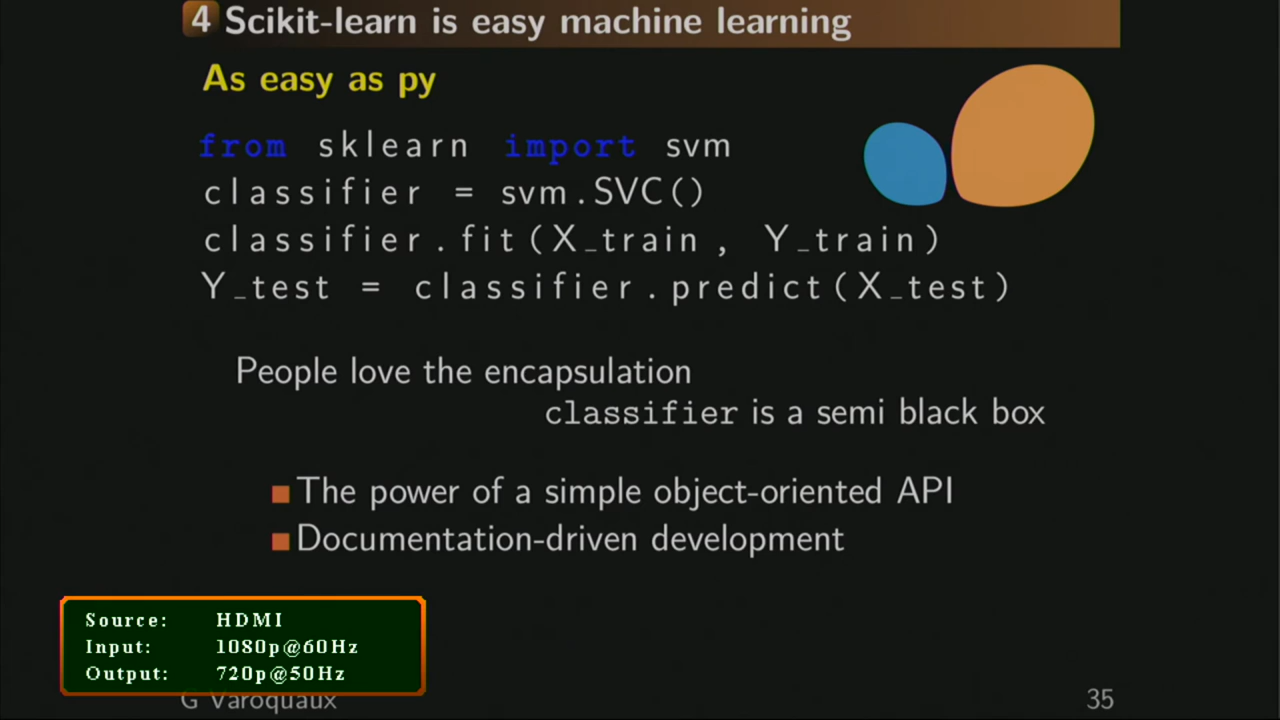 4 Scikit-learn is easy machine learning
As easy as py
from sklearn import svm
classifier = svm.SVC()
classifier.fit(X_train, Y_train)
Y_test = classifier.predict(X_test)
People love the encapsulation
classifier is a semi black box
The power of a simple object-oriented API
Documentation-driven development
Source: HDMI
Input: 1080p@60Hz
Output: 720p@50Hz
G Varoquaux 35